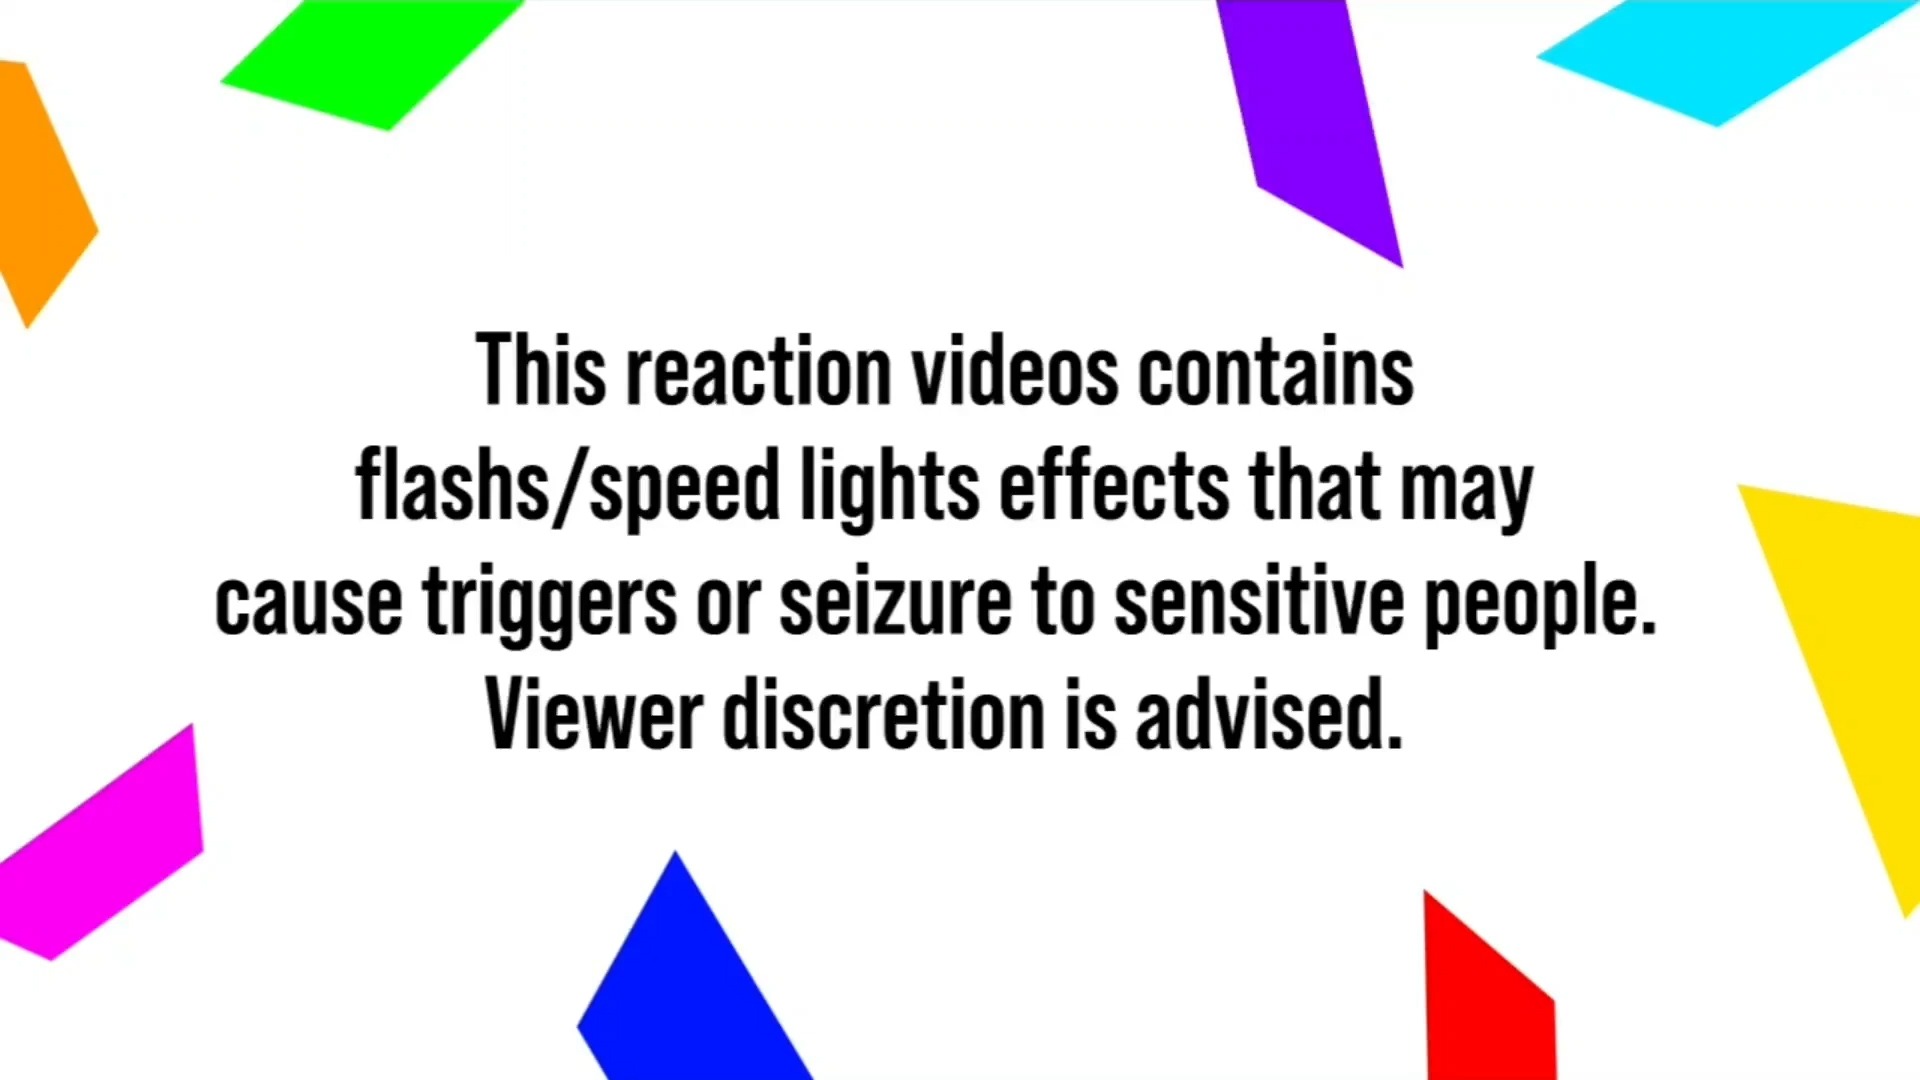 This reaction videos contains
flashs/speed lights effects that may
cause triggers or seizure to sensitive people.
Viewer discretion is advised.